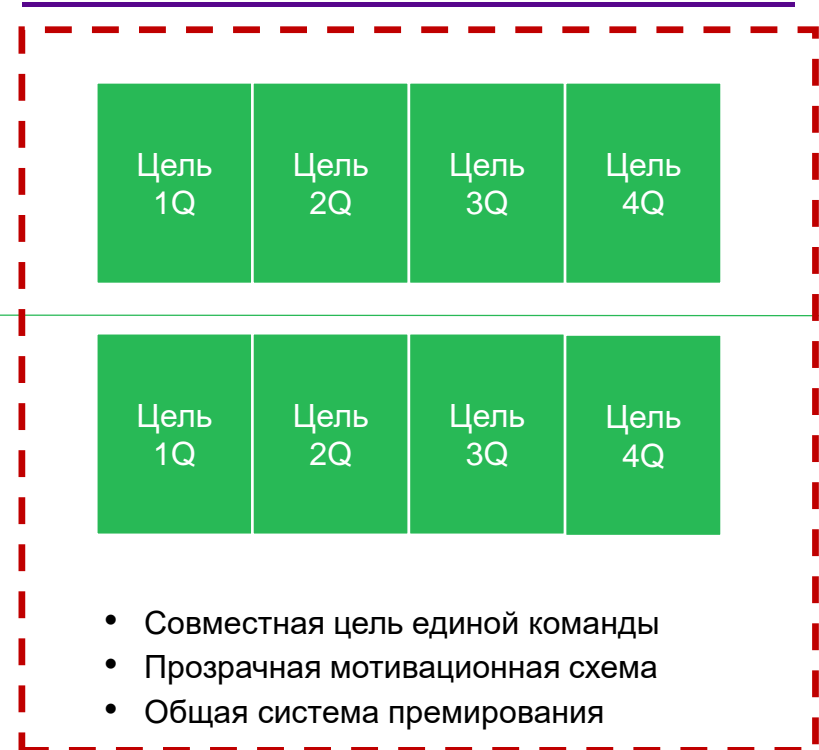 Цель Цель Цель Цель
1Q 2Q 3Q 4Q
Цель Цель Цель Цель
1Q 2Q 3Q 4Q
• Совместная цель единой команды
• Прозрачная мотивационная схема
• Общая система премирования